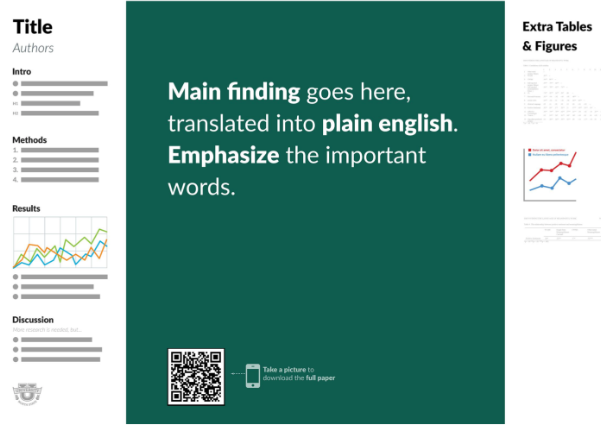 Title
Authors
Intro
Methods
1.
2.
3.
4.
Results
Discussion
Main finding goes here,
translated into plain english.
Emphasize the important
words.
Take a picture to
download the full paper
Extra Tables
& Figures